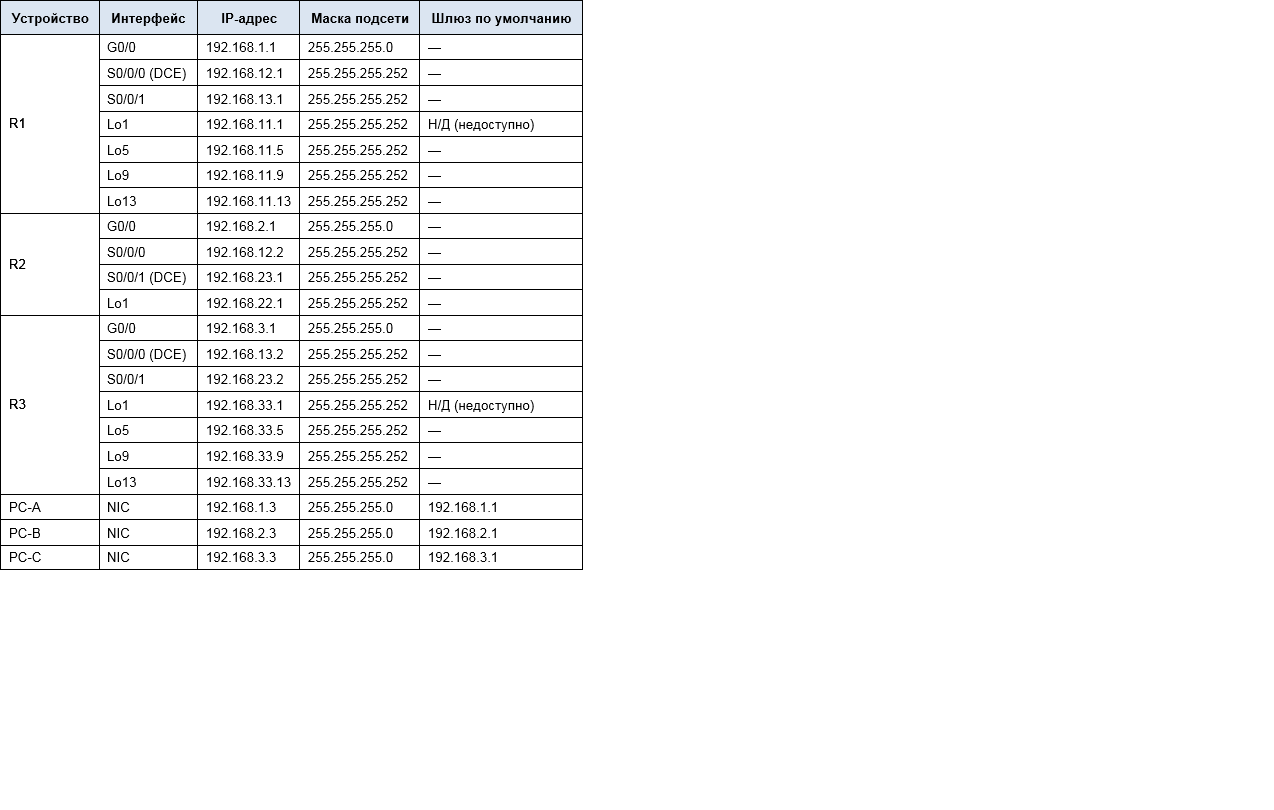 Устройство Интерфейс IP-адрес Маска подсети Шлюз по умолчанию
R1 G0/0 192.168.1.1 255.255.255.0 —
S0/0/0 (DCE) 192.168.12.1 255.255.255.252 —
S0/0/1 192.168.13.1 255.255.255.252 —
Lo1 192.168.11.1 255.255.255.252 Н/Д (недоступно)
Lo5 192.168.11.5 255.255.255.252 —
Lo9 192.168.11.9 255.255.255.252 —
Lo13 192.168.11.13 255.255.255.252 —
R2 G0/0 192.168.2.1 255.255.255.0 —
S0/0/0 192.168.12.2 255.255.255.252 —
S0/0/1 (DCE) 192.168.23.1 255.255.255.252 —
Lo1 192.168.22.1 255.255.255.252 —
R3 G0/0 192.168.3.1 255.255.255.0 —
S0/0/0 (DCE) 192.168.13.2 255.255.255.252 —
S0/0/1 192.168.23.2 255.255.255.252 —
Lo1 192.168.33.1 255.255.255.252 Н/Д (недоступно)
Lo5 192.168.33.5 255.255.255.252 —
Lo9 192.168.33.9 255.255.255.252 —
Lo13 192.168.33.13 255.255.255.252 —
PC-A NIC 192.168.1.3 255.255.255.0 192.168.1.1
PC-B NIC 192.168.2.3 255.255.255.0 192.168.2.1
PC-C NIC 192.168.3.3 255.255.255.0 192.168.3.1